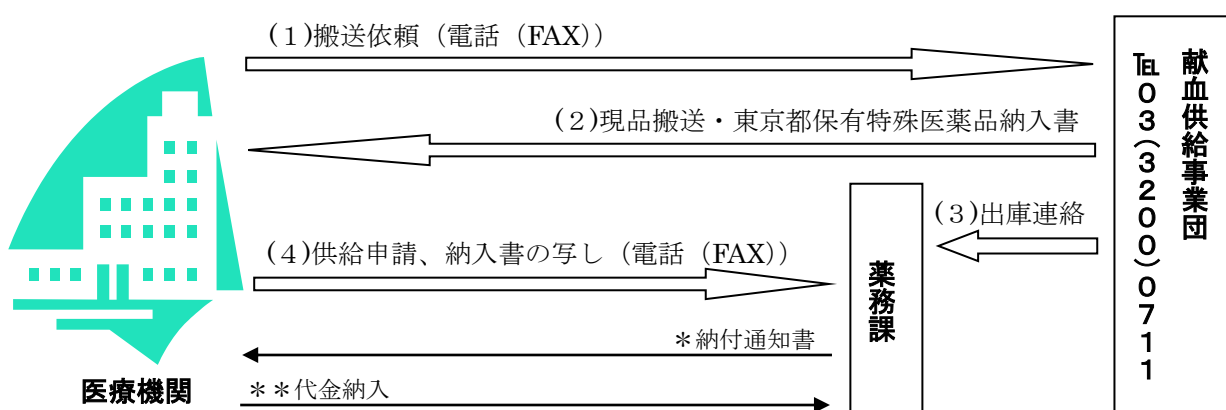 (１)搬送依頼（電話（FAX））
(２)現品搬送・東京都保有特殊医薬品納入書
(３)出庫連絡
(４)供給申請、納入書の写し（電話（FAX））
＊納付通知書
＊＊代金納入
医療機関
薬務課
献血供給事業団
℡０３(３２００)０７１１